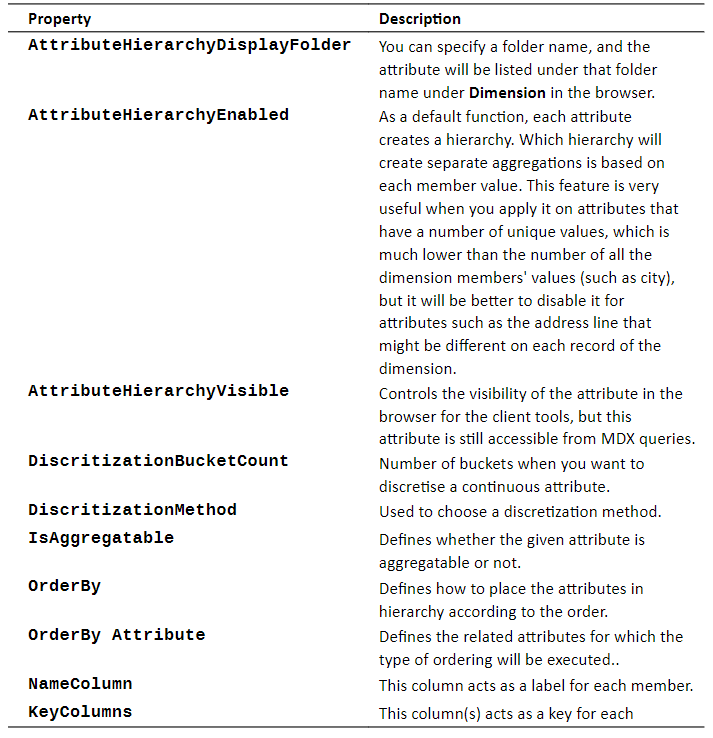 Property Description
AttributeHierarchyDisplayFolder You can specify a folder name, and the
attribute will be listed under that folder
name under Dimension in the browser.
AttributeHierarchyEnabled As a default function, each attribute
creates a hierarchy. Which hierarchy will
create separate aggregations is based on
each member value. This feature is very
useful when you apply it on attributes that
have a number of unique values, which is
much lower than the number of all the
dimension members' values (such as city),
but it will be better to disable it for
attributes such as the address line that
might be different on each record of the
dimension.
AttributeHierarchyVisible Controls the visibility of the attribute in the
browser for the client tools, but this
attribute is still accessible from MDX queries.
DiscritizationBucketCount Number of buckets when you want to
discretise a continuous attribute.
DiscritizationMethod Used to choose a discretization method.
IsAggregatable Defines whether the given attribute is
aggregatable or not.
OrderBy Defines how to place the attributes in
hierarchy according to the order.
OrderBy Attribute Defines the related attributes for which the
type of ordering will be executed..
NameColumn This column acts as a label for each member.
KeyColumns This column(s) acts as a key for each